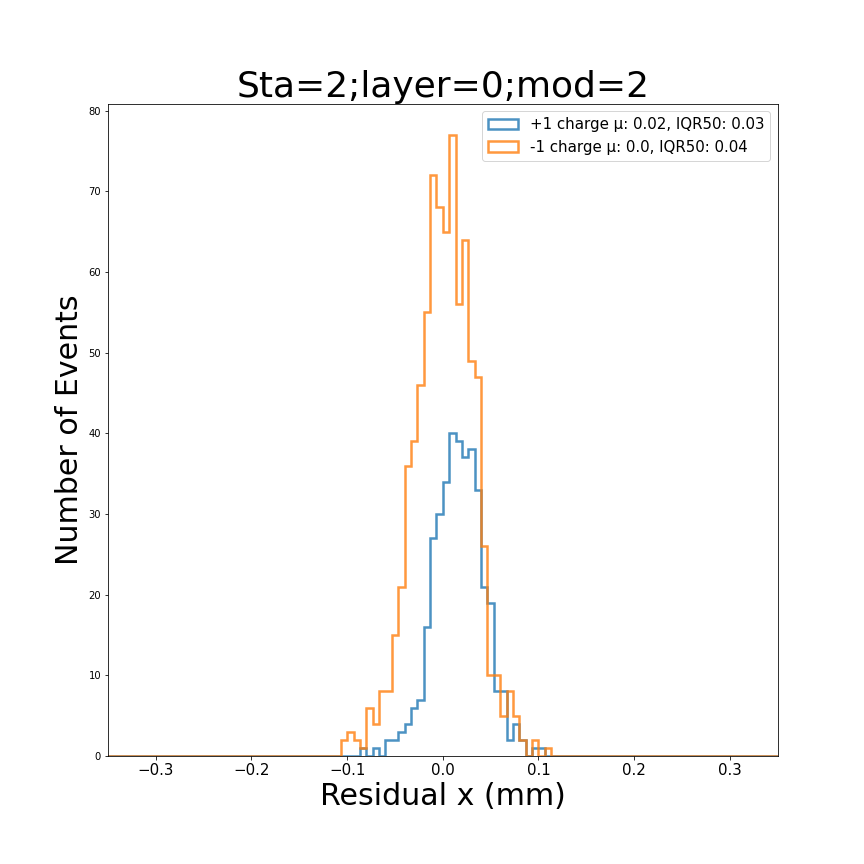 Sta=2;layer=0;mod=2
+1 charge μ: 0.02, IQR50: 0.03
-1 charge μ: 0.0, IQR50: 0.04
Number of Events
80
70
60
50
40
30
20
10
0
−0.3 −0.2 −0.1 0.0 0.1 0.2 0.3
Residual x (mm)